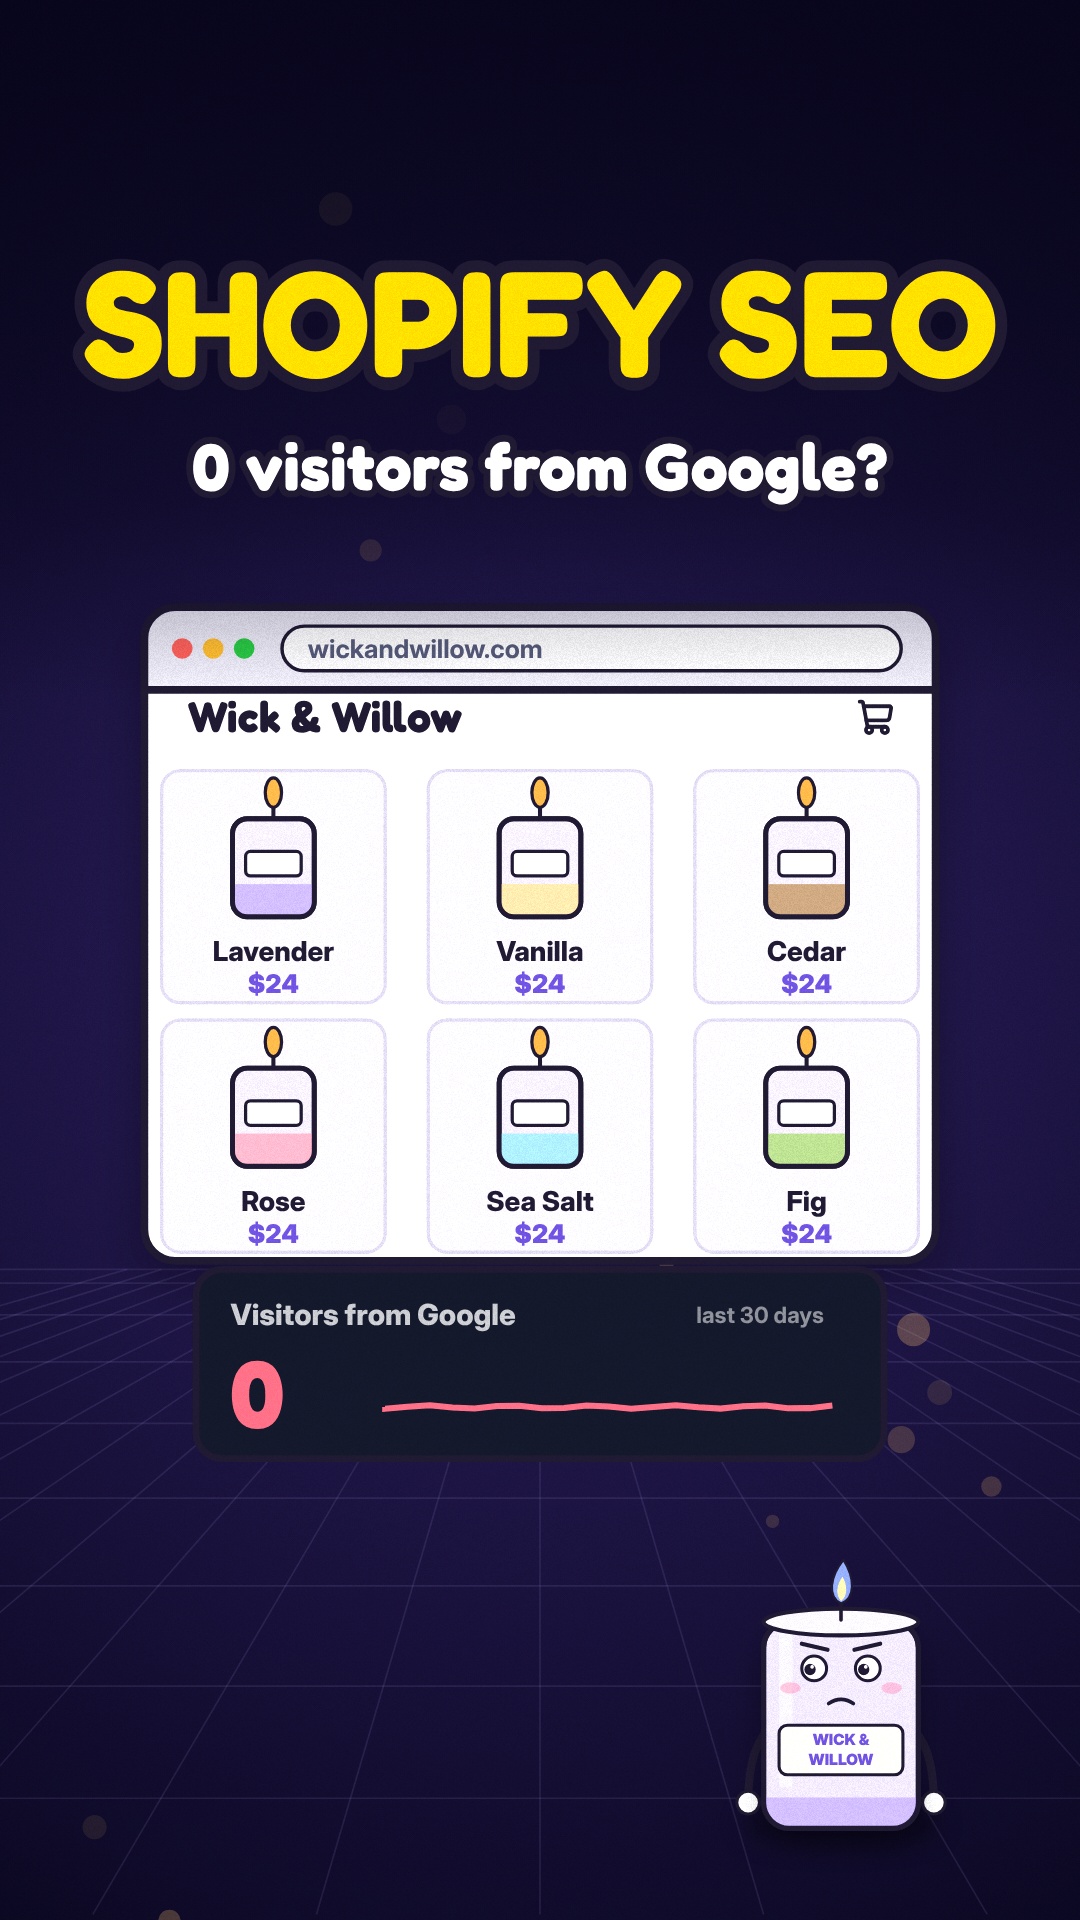 SHOPIFY SEO
0 visitors from Google?
wickandwillow.com
Wick & Willow
Lavender
$24
Vanilla
$24
Cedar
$24
Rose
$24
Sea Salt
$24
Fig
$24
Visitors from Google
last 30 days
0
WICK &
WILLOW